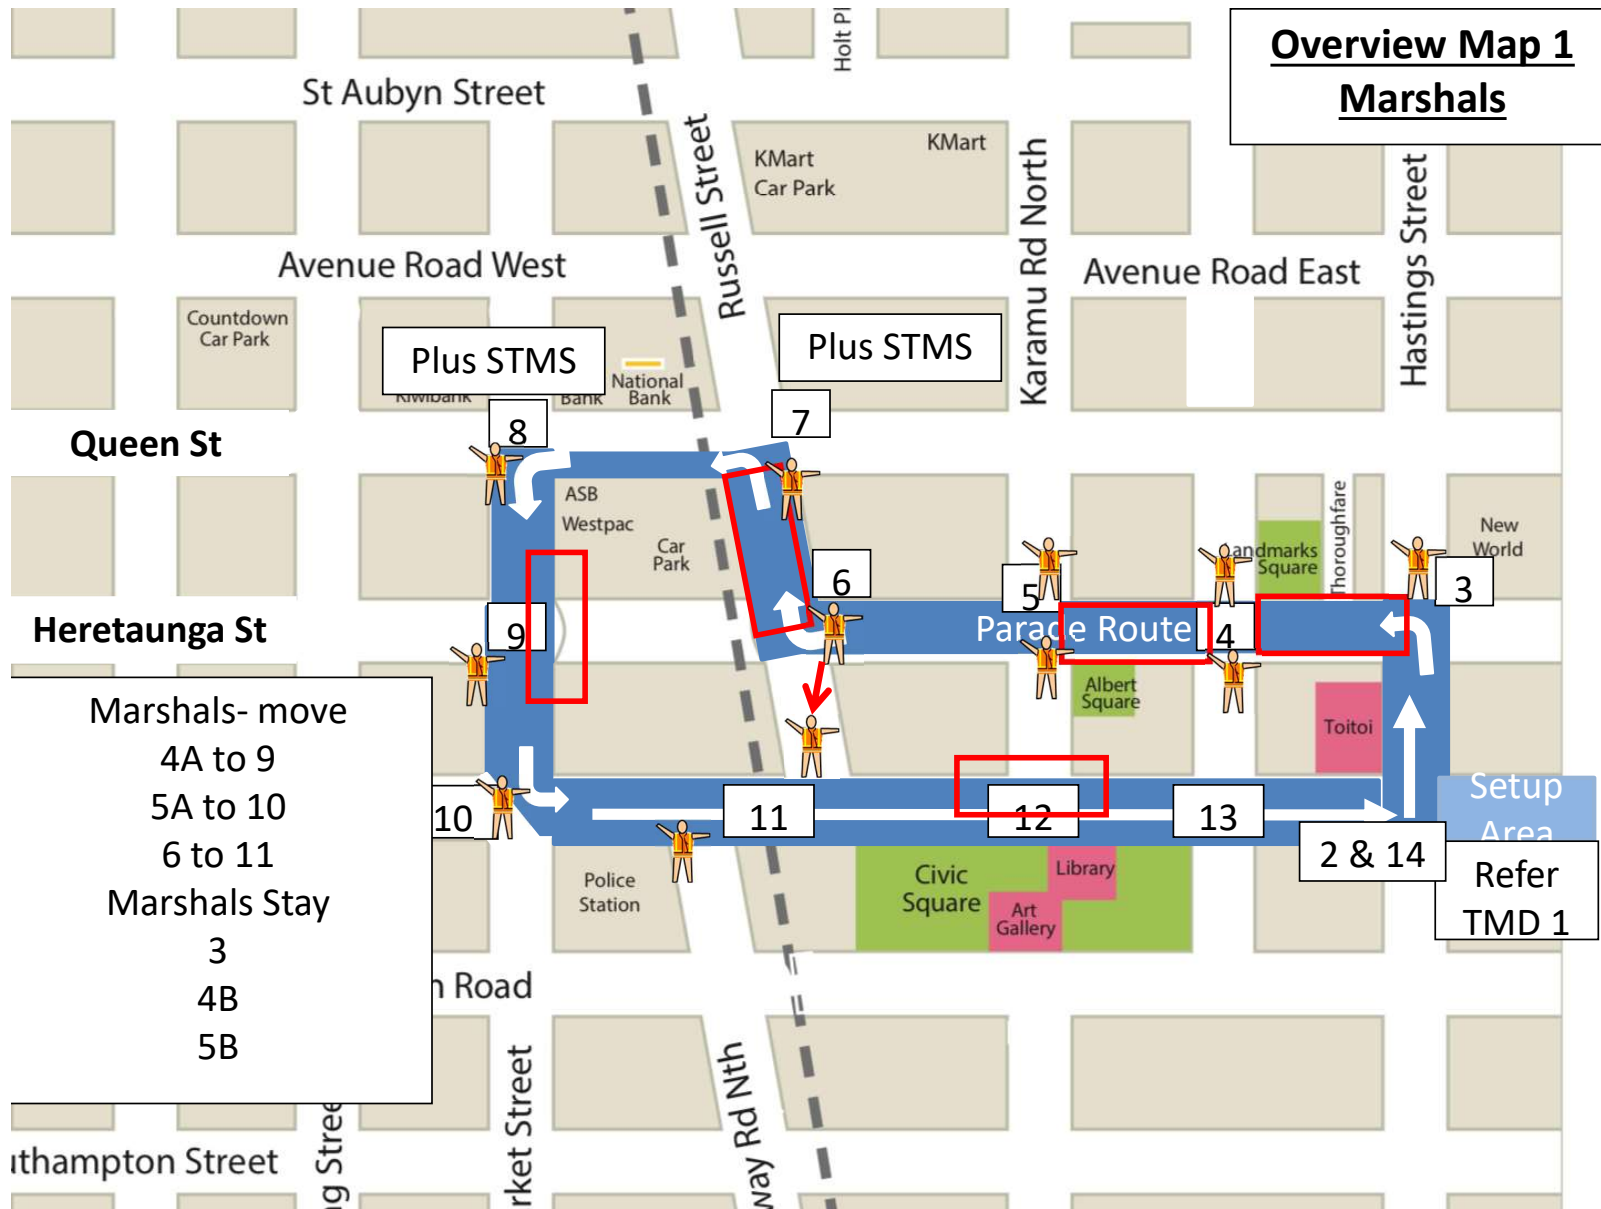 Overview Map 1
Marshals
Holt Pl
St Aubyn Street
KMart
KMart
Car Park
Russell Street
Karamu Rd North
Hastings Street
Avenue Road West
Avenue Road East
Countdown
Car Park
Plus STMS
Plus STMS
National
Bank
Kiwibank
Bank
8
7
Queen St
ASB
Westpac
Car
Park
Landmarks
Square
Thoroughfare
New
World
6
5
3
Heretaunga St
9
Parade Route
4
Albert
Square
Toitoi
Marshals- move
4A to 9
5A to 10
6 to 11
Marshals Stay
3
4B
5B
10
11
12
13
Setup
Area
2 & 14
Refer
TMD 1
Police
Station
Civic
Square
Library
Art
Gallery
n Road
rket Street
way Rd Nth
uthampton Street
ng Stree